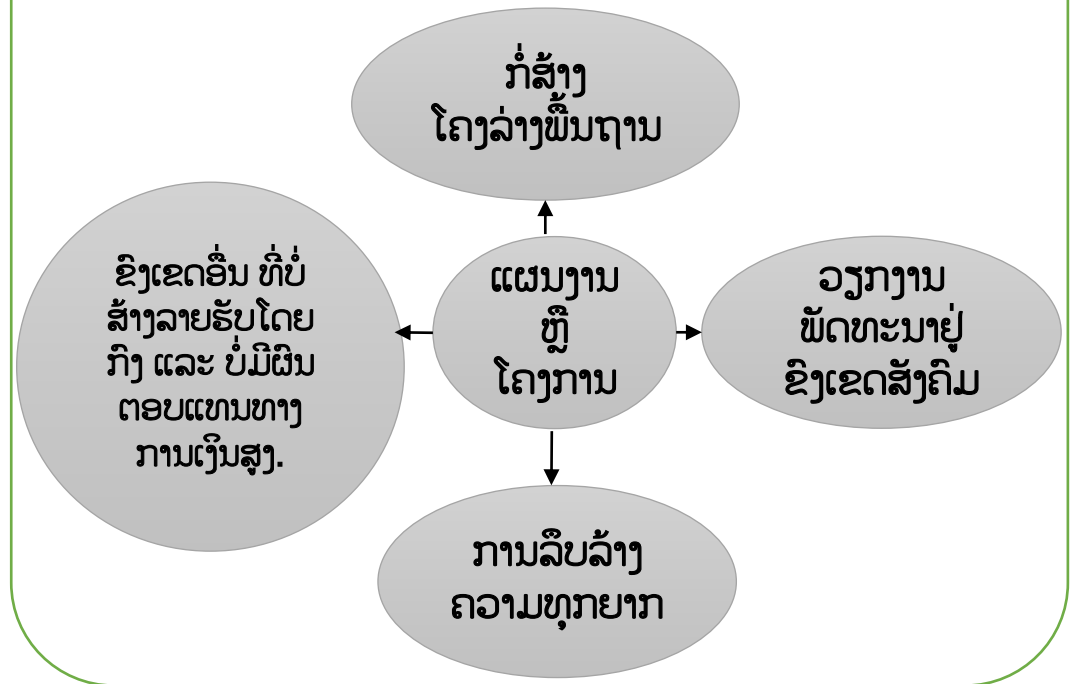 ກໍ່ສ້າງ
ໂຄງລ່າງພື້ນຖານ
ຂົງເຂດອື່ນ ທີ່ບໍ່
ສ້າງລາຍຮັບໂດຍ
ກົງ ແລະ ບໍ່ມີຜົນ
ຕອບແທນທາງ
ການເງິນສູງ.
ແຜນງານ
ຫຼື
ໂຄງການ
ວຽກງານ
ພັດທະນາຢູ່
ຂົງເຂດສັງຄົມ
ການລຶບລ້າງ
ຄວາມທຸກຍາກ